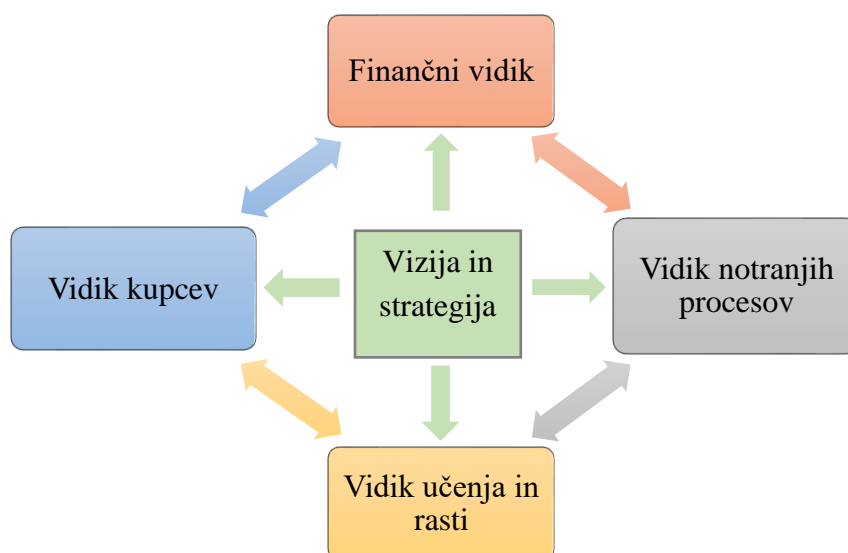 Finančni vidik
Vidik kupcev
Vizija in
strategija
Vidik notranjih
procesov
Vidik učenja in
rasti